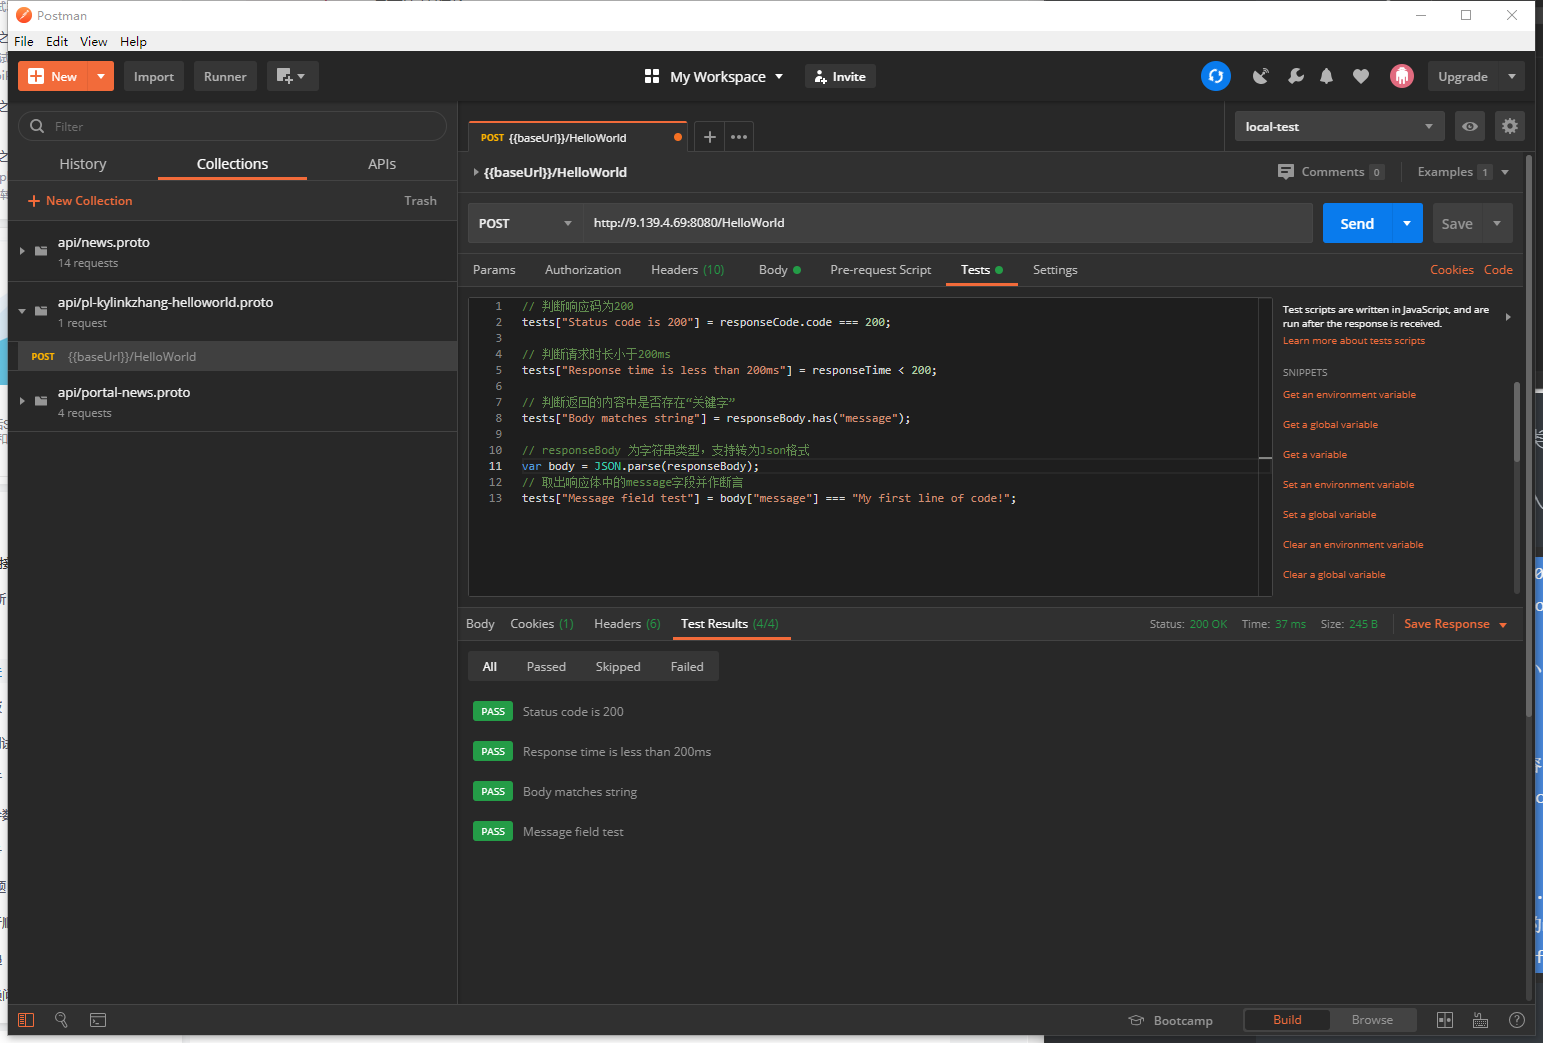 Postman
File Edit View Help
New Import Runner My Workspace Invite Upgrade
Filter
History Collections APIs
New Collection Trash
api/news.proto
14 requests
api/pl-kylinkzhang-helloworld.proto
1 request
POST {{baseUrl}}/HelloWorld
api/portal-news.proto
4 requests
POST {{baseUrl}}/HelloWorld
local-test
{{baseUrl}}/HelloWorld
Comments 0 Examples 1
POST http://9.139.4.69:8080/HelloWorld Send Save
Params Authorization Headers (10) Body Pre-request Script Tests Settings Cookies Code
1 // 判断响应码为200
2 tests["Status code is 200"] = responseCode.code === 200;
3
4 // 判断请求时长小于200ms
5 tests["Response time is less than 200ms"] = responseTime < 200;
6
7 // 判断返回的内容中是否存在“关键字”
8 tests["Body matches string"] = responseBody.has("message");
9
10 // responseBody 为字符串类型，支持转为Json格式
11 var body = JSON.parse(responseBody);
12 // 取出响应体中的message字段并作断言
13 tests["Message field test"] = body["message"] === "My first line of code!";
Test scripts are written in JavaScript, and are
run after the response is received.
Learn more about tests scripts
SNIPPETS
Get an environment variable
Get a global variable
Get a variable
Set an environment variable
Set a global variable
Clear an environment variable
Clear a global variable
Body Cookies (1) Headers (6) Test Results (4/4) Status: 200 OK Time: 37 ms Size: 245 B Save Response
All Passed Skipped Failed
PASS Status code is 200
PASS Response time is less than 200ms
PASS Body matches string
PASS Message field test
Bootcamp Build Browse